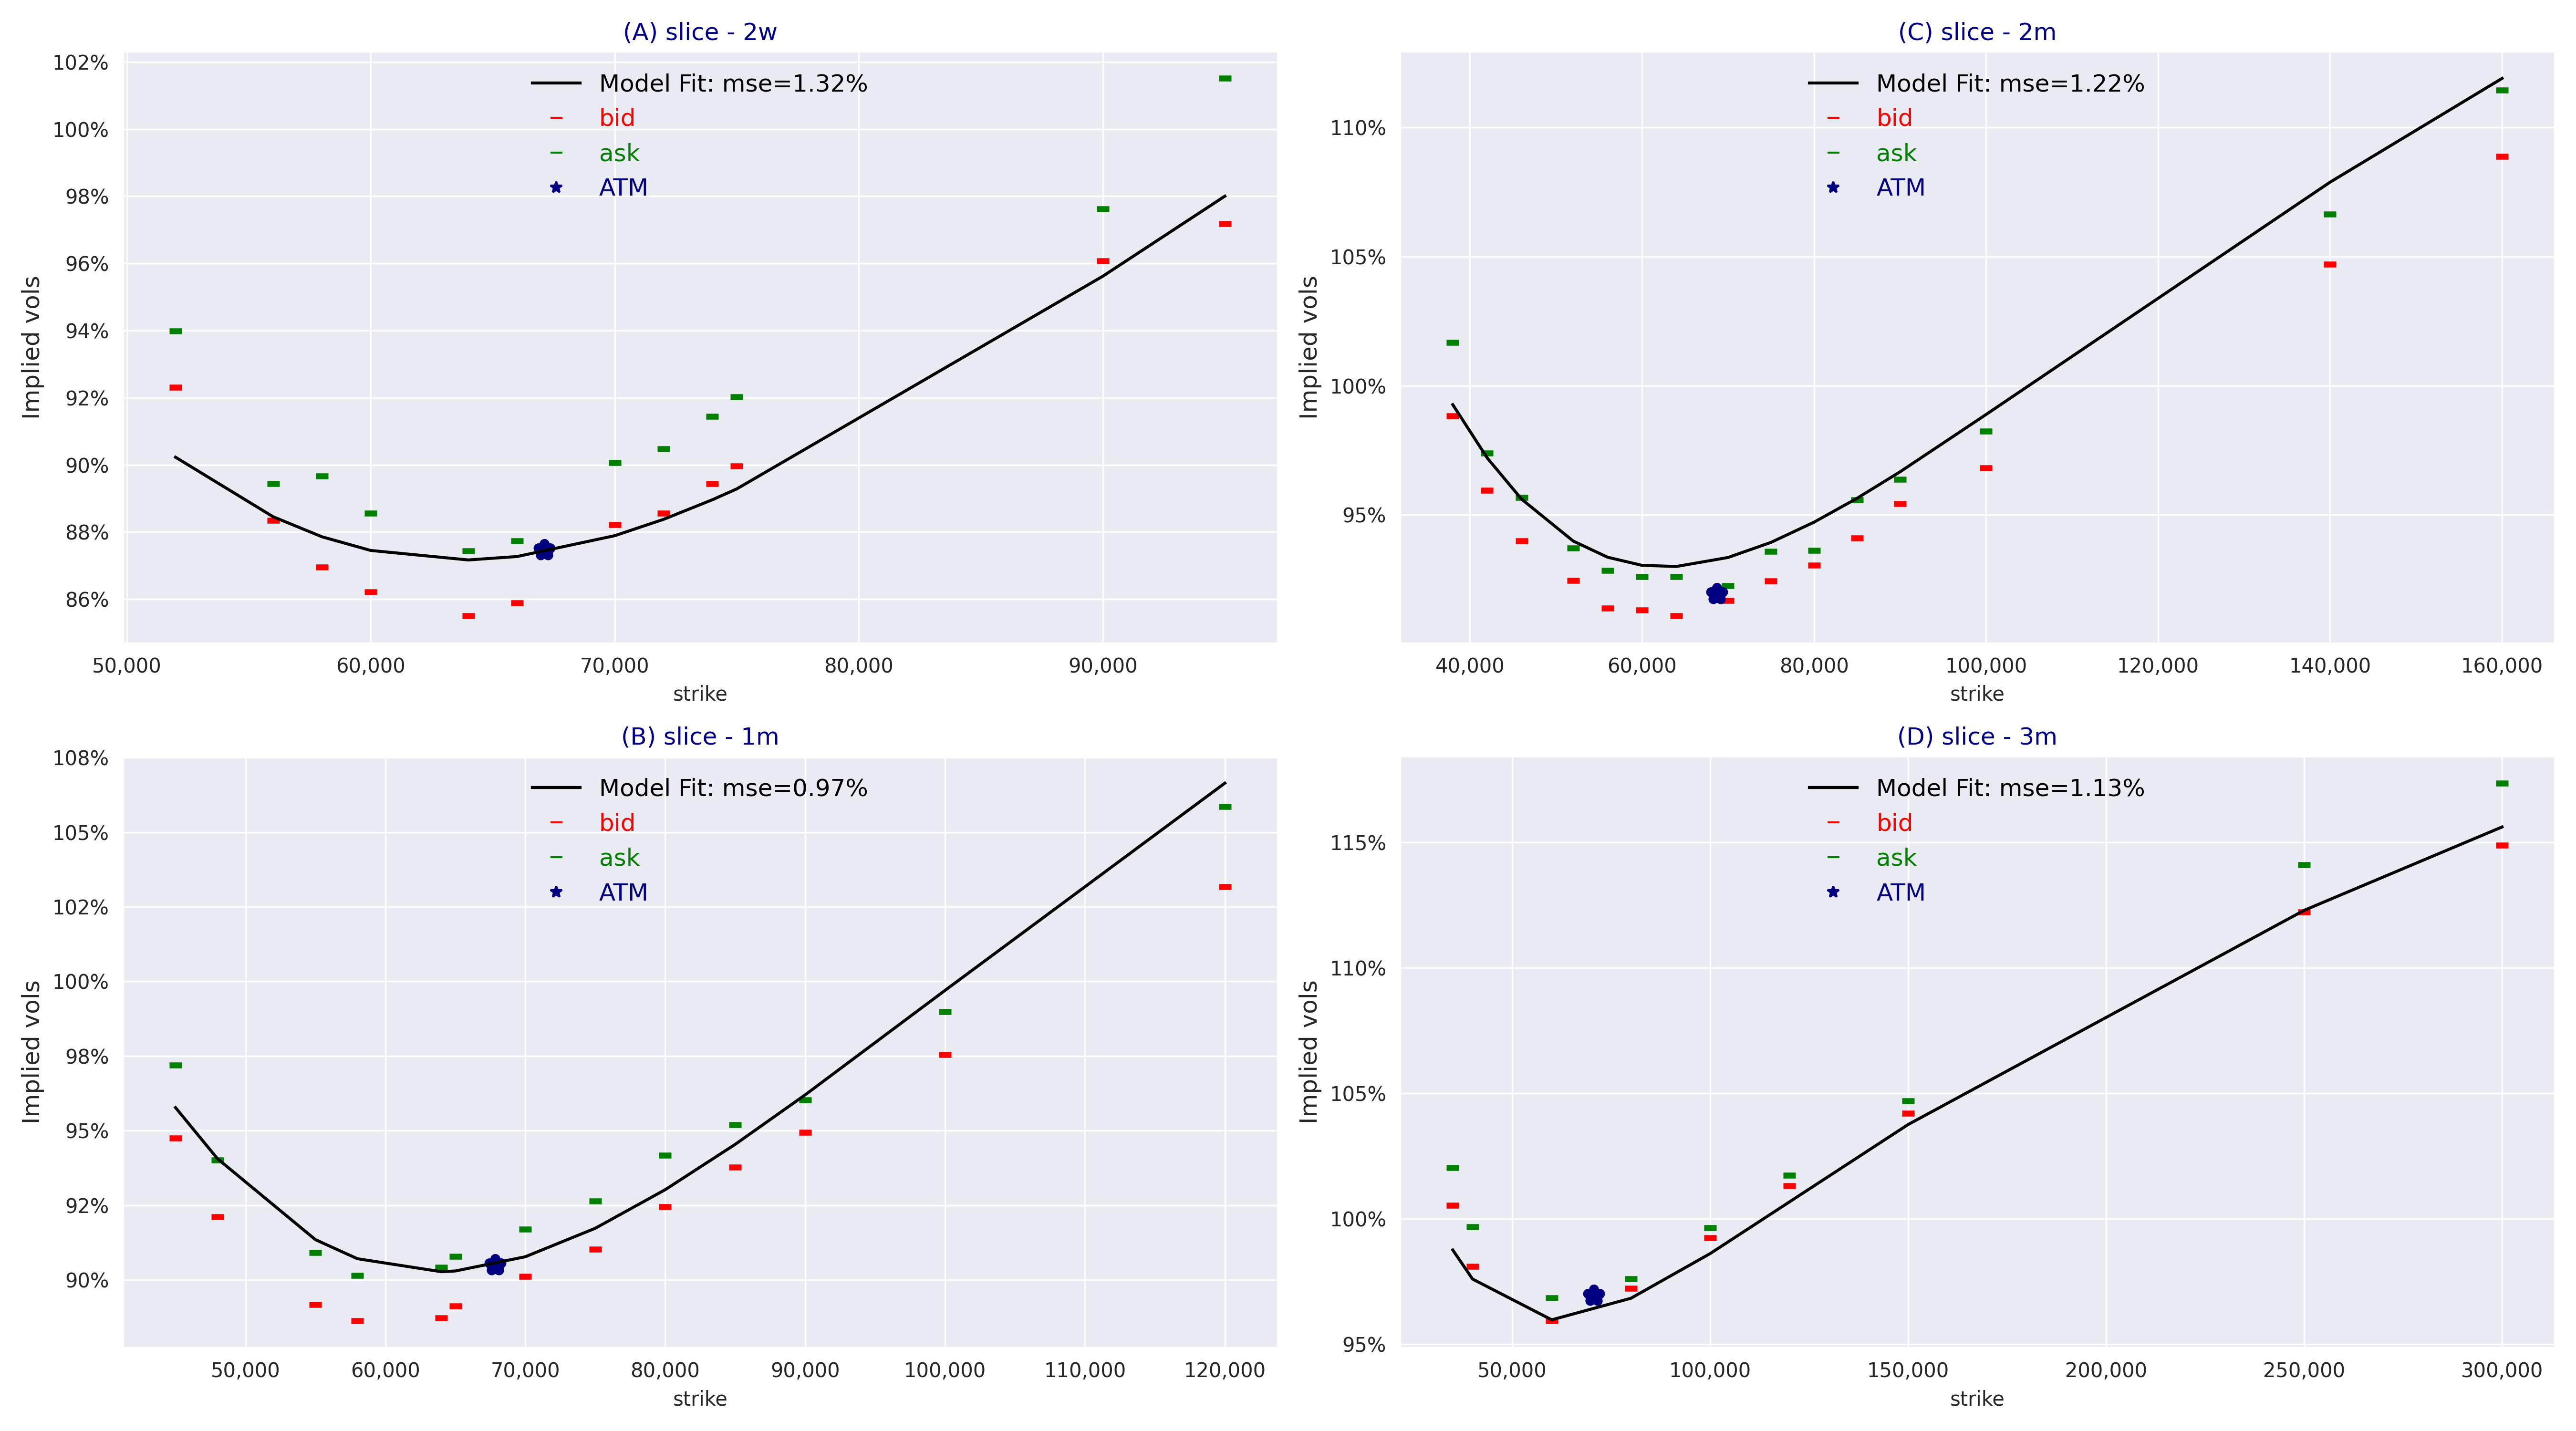 (A) slice - 2w
Implied vols
102%
100%
98%
96%
94%
92%
90%
88%
86%
Model Fit: mse=1.32%
bid
ask
ATM
50,000 60,000 70,000 80,000 90,000
strike
(C) slice - 2m
Implied vols
110%
105%
100%
95%
Model Fit: mse=1.22%
bid
ask
ATM
40,000 60,000 80,000 100,000 120,000 140,000 160,000
strike
(B) slice - 1m
Implied vols
108%
105%
102%
100%
98%
95%
92%
90%
Model Fit: mse=0.97%
bid
ask
ATM
50,000 60,000 70,000 80,000 90,000 100,000 110,000 120,000
strike
(D) slice - 3m
Implied vols
115%
110%
105%
100%
95%
Model Fit: mse=1.13%
bid
ask
ATM
50,000 100,000 150,000 200,000 250,000 300,000
strike